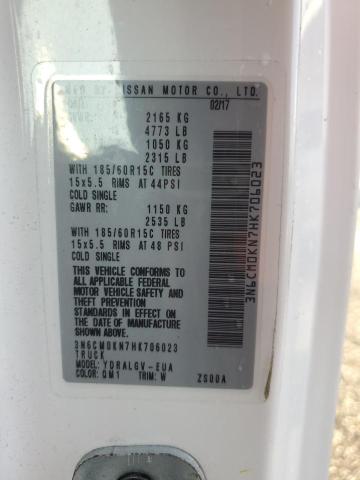 NISSAN MOTOR CO., LTD.
02/17
2165 KG
4773 LB
1050 KG
2315 LB
WITH 185/60R15C TIRES
15x5.5 RIMS AT 44PSI
COLD SINGLE
GAWR RR: 1150 KG
2535 LB
WITH 185/60R15C TIRES
15x5.5 RIMS AT 48 PSI
COLD SINGLE
THIS VEHICLE CONFORMS TO
ALL APPLICABLE FEDERAL
MOTOR VEHICLE SAFETY
AND THEFT PREVENTION
STANDARDS IN EFFECT ON
THE DATE OF MANUFACTURE
SHOWN ABOVE.
3N6CM0KN7HK706023
TRUCK
MODEL: YDRALGV-EUA
COLOR: QM1 TRIM: W ZS00A
3N6CM0KN7HK706023